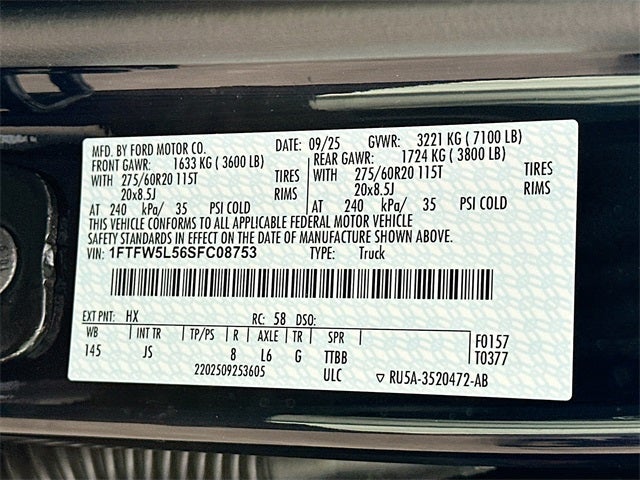 MFD. BY FORD MOTOR CO. DATE: 09/25 GVWR: 3221 KG ( 7100 LB)
FRONT GAWR: 1633 KG ( 3600 LB) REAR GAWR: 1724 KG ( 3800 LB)
WITH 275/60R20 115T TIRES WITH 275/60R20 115T TIRES
20x8.5J RIMS 20x8.5J RIMS
AT 240 kPa/ 35 PSI COLD AT 240 kPa/ 35 PSI COLD
THIS VEHICLE CONFORMS TO ALL APPLICABLE FEDERAL MOTOR VEHICLE
SAFETY STANDARDS IN EFFECT ON THE DATE OF MANUFACTURE SHOWN ABOVE.
VIN: 1FTFW5L56SFC08753 TYPE: Truck
EXT PNT: HX RC: 58 DSO:
WB INT TR TP/PS R AXLE TR SPR F0157
145 JS 8 L6 G TTBB T0377
2202509253605 ULC ▽ RU5A-3520472-AB